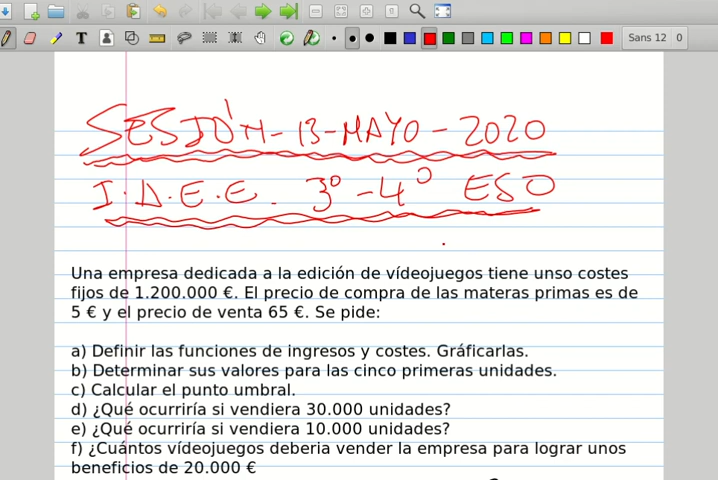 Sans 12
SESIÓN-13-MAYO-2020
I.D.E.E. 3º-4º ESO
Una empresa dedicada a la edición de vídeojuegos tiene unso costes
fijos de 1.200.000 €. El precio de compra de las materas primas es de
5 € y el precio de venta 65 €. Se pide:
a) Definir las funciones de ingresos y costes. Gráficarlas.
b) Determinar sus valores para las cinco primeras unidades.
c) Calcular el punto umbral.
d) ¿Qué ocurriría si vendiera 30.000 unidades?
e) ¿Qué ocurriría si vendiera 10.000 unidades?
f) ¿Cuántos vídeojuegos deberia vender la empresa para lograr unos
beneficios de 20.000 €